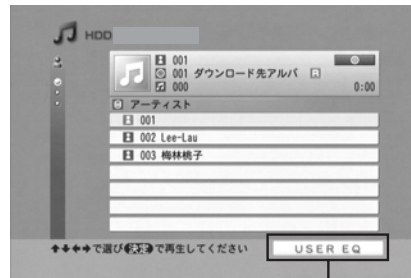 HDD
001
001 ダウンロード先アルバ
000 0:00
アーティスト
001
002 Lee-Lau
003 梅林桃子
↑↓←→で選び決定で再生してください
USER EQ